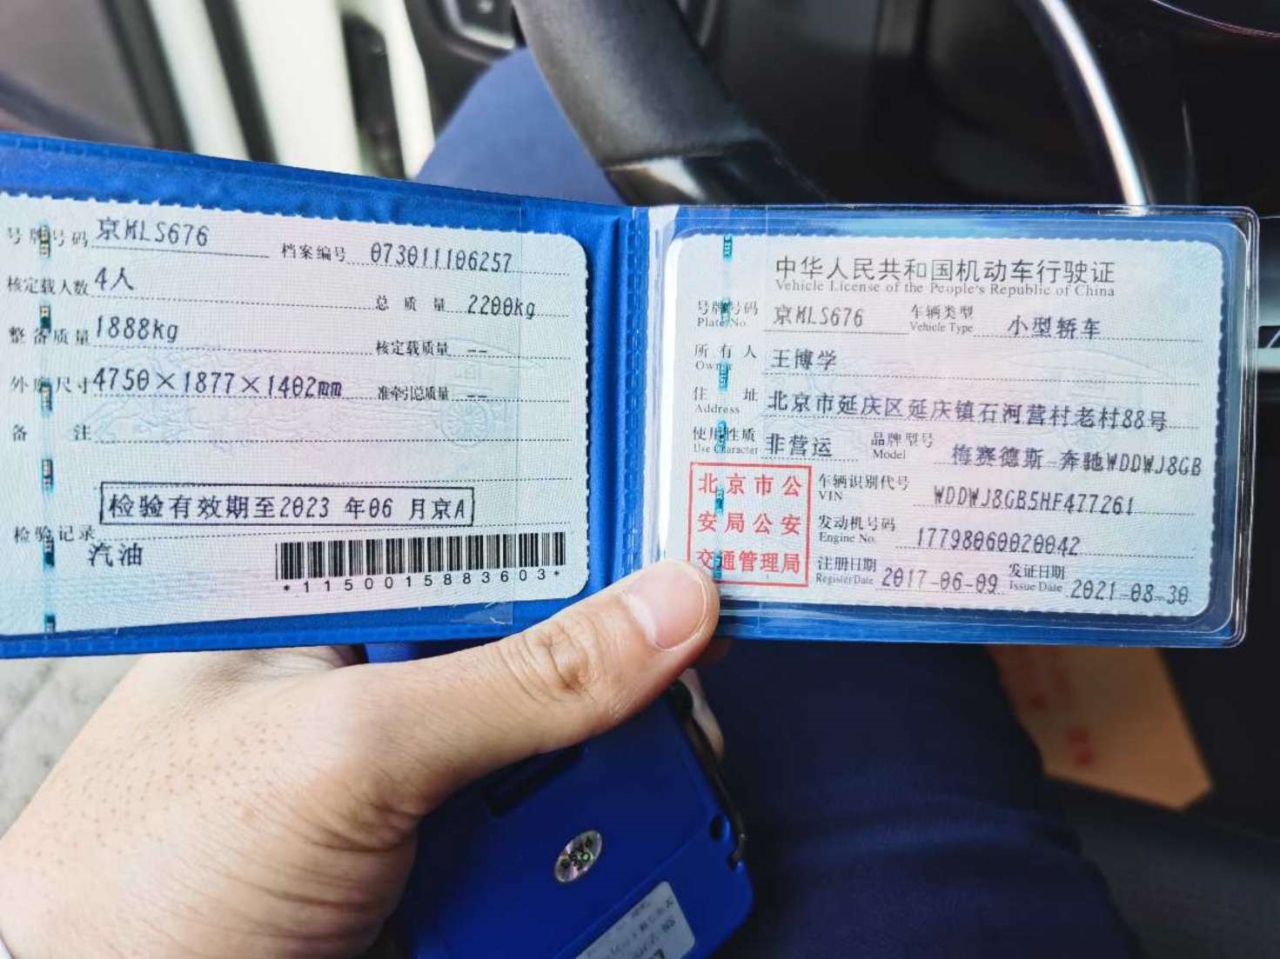 号牌号码 京MLS676 档案编号 073011106257
核定载人数 4人 总质量 2200kg
整备质量 1888kg 核定载质量 --
外廓尺寸 4750×1877×1402mm 准牵引总质量 --
备注
检验有效期至2023年06月京A
检验记录
汽油
*1150015883603*
中华人民共和国机动车行驶证
Vehicle License of the People's Republic of China
号牌号码 京MLS676 车辆类型 小型轿车
Plate No. Vehicle Type
所有人 王博学
Owner
住址 北京市延庆区延庆镇石河营村老村88号
Address
使用性质 非营运 品牌型号 梅赛德斯-奔驰WDDWJ8GB
Use Character Model
北京市公
安局公安
交通管理局
车辆识别代号 WDDWJ8GB5HF477261
VIN
发动机号码 17798060020042
Engine No.
注册日期 2017-06-09 发证日期 2021-08-30
Register Date Issue Date